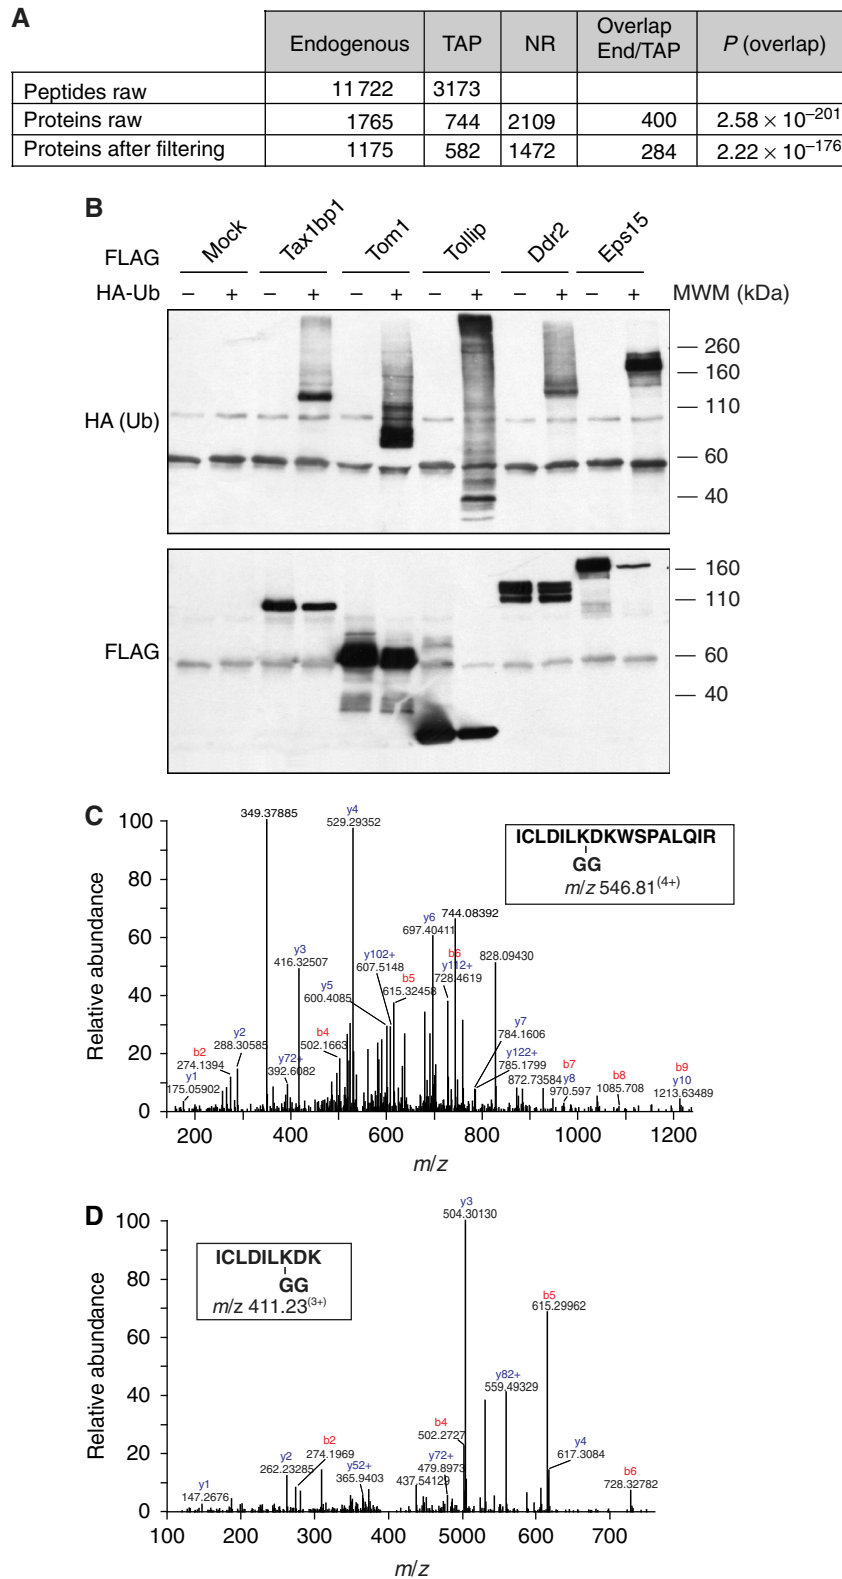 A
Endogenous TAP NR Overlap End/TAP P (overlap)
Peptides raw 11 722 3173
Proteins raw 1765 744 2109 400 2.58 × 10–201
Proteins after filtering 1175 582 1472 284 2.22 × 10–176
B
FLAG Mock Tax1bp1 Tom1 Tollip Ddr2 Eps15
HA-Ub – + – + – + – + – + – + MWM (kDa)
HA (Ub)
260
160
110
60
40
FLAG
160
110
60
40
C
Relative abundance
100
80
60
40
20
0
200 400 600 800 1000 1200
m/z
ICLDILKDKWSPALQIR
GG
m/z 546.81(4+)
y1
175.05902
b2
274.1394
y2
288.30585
349.37885
y72+
392.6082
y3
416.32507
b4
502.1663
y4
529.29352
y5
600.4085
y102+
607.5148
b5
615.32458
y6
697.40411
b6
y112+
728.4619
744.08392
y7
784.1606
y122+
785.1799
828.09430
872.73584
b7
y8
970.597
b8
1085.708
b9
y10
1213.63489
D
Relative abundance
100
80
60
40
20
0
100 200 300 400 5000 600 700
m/z
ICLDILKDK
GG
m/z 411.23(3+)
y1
147.2676
y2
262.23285
b2
274.1969
y52+
365.9403
437.54129
y72+
479.8973
b4
502.2727
y3
504.30130
y82+
559.49329
b5
615.29962
y4
617.3084
b6
728.32782